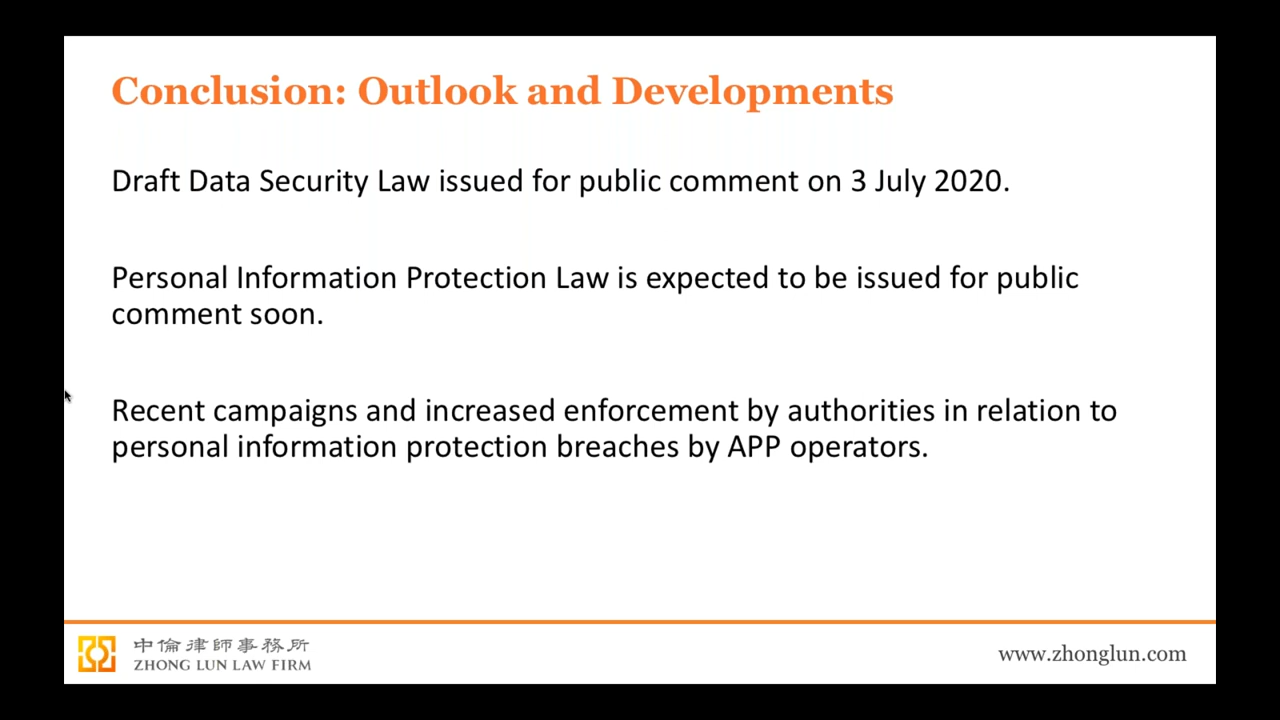 Conclusion: Outlook and Developments
Draft Data Security Law issued for public comment on 3 July 2020.
Personal Information Protection Law is expected to be issued for public
comment soon.
Recent campaigns and increased enforcement by authorities in relation to
personal information protection breaches by APP operators.
中倫律師事務所
ZHONG LUN LAW FIRM
www.zhonglun.com